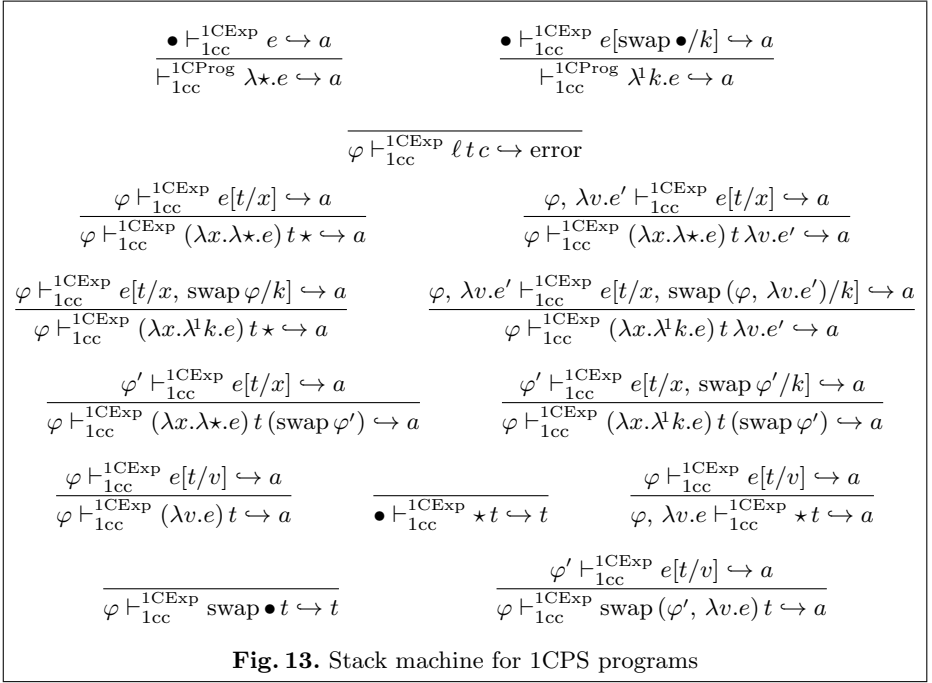 • ⊢^{1CExp}_{1cc} e ↪ a • ⊢^{1CExp}_{1cc} e[swap •/k] ↪ a
⊢^{1CProg}_{1cc} λ⋆.e ↪ a ⊢^{1CProg}_{1cc} λ¹k.e ↪ a
φ ⊢^{1CExp}_{1cc} ℓ t c ↪ error
φ ⊢^{1CExp}_{1cc} e[t/x] ↪ a φ, λv.e′ ⊢^{1CExp}_{1cc} e[t/x] ↪ a
φ ⊢^{1CExp}_{1cc} (λx.λ⋆.e) t ⋆ ↪ a φ ⊢^{1CExp}_{1cc} (λx.λ⋆.e) t λv.e′ ↪ a
φ ⊢^{1CExp}_{1cc} e[t/x, swap φ/k] ↪ a φ, λv.e′ ⊢^{1CExp}_{1cc} e[t/x, swap (φ, λv.e′)/k] ↪ a
φ ⊢^{1CExp}_{1cc} (λx.λ¹k.e) t ⋆ ↪ a φ ⊢^{1CExp}_{1cc} (λx.λ¹k.e) t λv.e′ ↪ a
φ′ ⊢^{1CExp}_{1cc} e[t/x] ↪ a φ′ ⊢^{1CExp}_{1cc} e[t/x, swap φ′/k] ↪ a
φ ⊢^{1CExp}_{1cc} (λx.λ⋆.e) t (swap φ′) ↪ a φ ⊢^{1CExp}_{1cc} (λx.λ¹k.e) t (swap φ′) ↪ a
φ ⊢^{1CExp}_{1cc} e[t/v] ↪ a φ ⊢^{1CExp}_{1cc} e[t/v] ↪ a
φ ⊢^{1CExp}_{1cc} (λv.e) t ↪ a • ⊢^{1CExp}_{1cc} ⋆ t ↪ t φ, λv.e ⊢^{1CExp}_{1cc} ⋆ t ↪ a
φ′ ⊢^{1CExp}_{1cc} e[t/v] ↪ a
φ ⊢^{1CExp}_{1cc} swap • t ↪ t φ ⊢^{1CExp}_{1cc} swap (φ′, λv.e) t ↪ a
Fig. 13. Stack machine for 1CPS programs